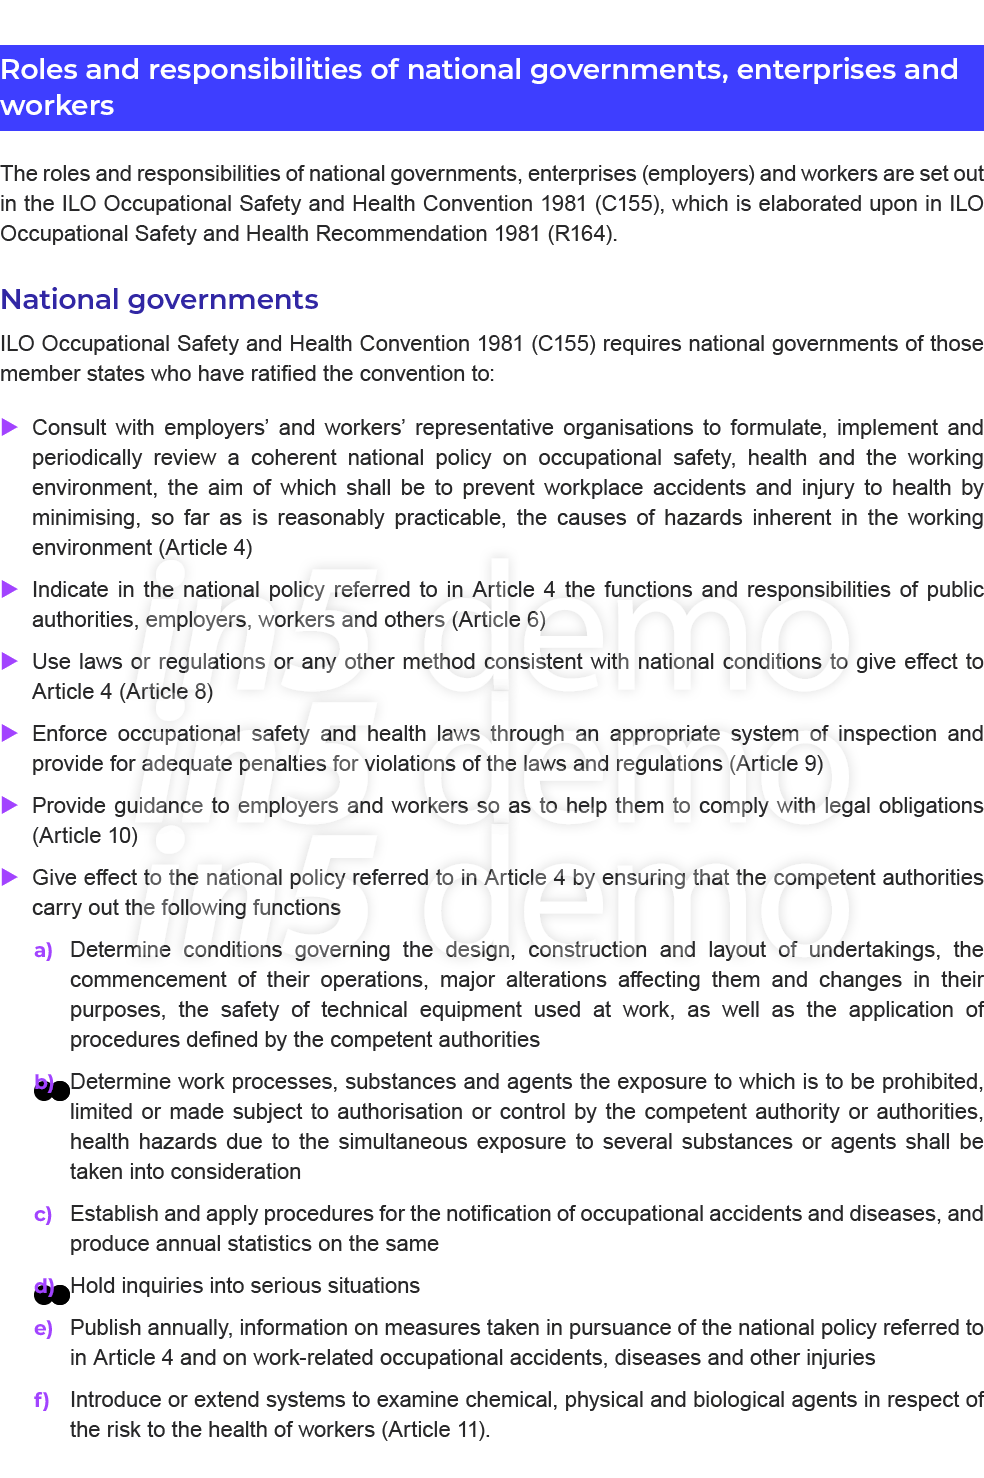 Roles and responsibilities of national governments, enterprises and
workers
The roles and responsibilities of national governments, enterprises (employers) and workers are set out
in the ILO Occupational Safety and Health Convention 1981 (C155), which is elaborated upon in ILO
Occupational Safety and Health Recommendation 1981 (R164).
National governments
ILO Occupational Safety and Health Convention 1981 (C155) requires national governments of those
member states who have ratified the convention to:
Consult with employers’ and workers’ representative organisations to formulate, implement and
periodically review a coherent national policy on occupational safety, health and the working
environment, the aim of which shall be to prevent workplace accidents and injury to health by
minimising, so far as is reasonably practicable, the causes of hazards inherent in the working
environment (Article 4)
Indicate in the national policy referred to in Article 4 the functions and responsibilities of public
authorities, employers, workers and others (Article 6)
Use laws or regulations or any other method consistent with national conditions to give effect to
Article 4 (Article 8)
Enforce occupational safety and health laws through an appropriate system of inspection and
provide for adequate penalties for violations of the laws and regulations (Article 9)
Provide guidance to employers and workers so as to help them to comply with legal obligations
(Article 10)
Give effect to the national policy referred to in Article 4 by ensuring that the competent authorities
carry out the following functions
a) Determine conditions governing the design, construction and layout of undertakings, the
commencement of their operations, major alterations affecting them and changes in their
purposes, the safety of technical equipment used at work, as well as the application of
procedures defined by the competent authorities
b) Determine work processes, substances and agents the exposure to which is to be prohibited,
limited or made subject to authorisation or control by the competent authority or authorities,
health hazards due to the simultaneous exposure to several substances or agents shall be
taken into consideration
c) Establish and apply procedures for the notification of occupational accidents and diseases, and
produce annual statistics on the same
d) Hold inquiries into serious situations
e) Publish annually, information on measures taken in pursuance of the national policy referred to
in Article 4 and on work-related occupational accidents, diseases and other injuries
f) Introduce or extend systems to examine chemical, physical and biological agents in respect of
the risk to the health of workers (Article 11).
in5 demo
in5 demo
in5 demo